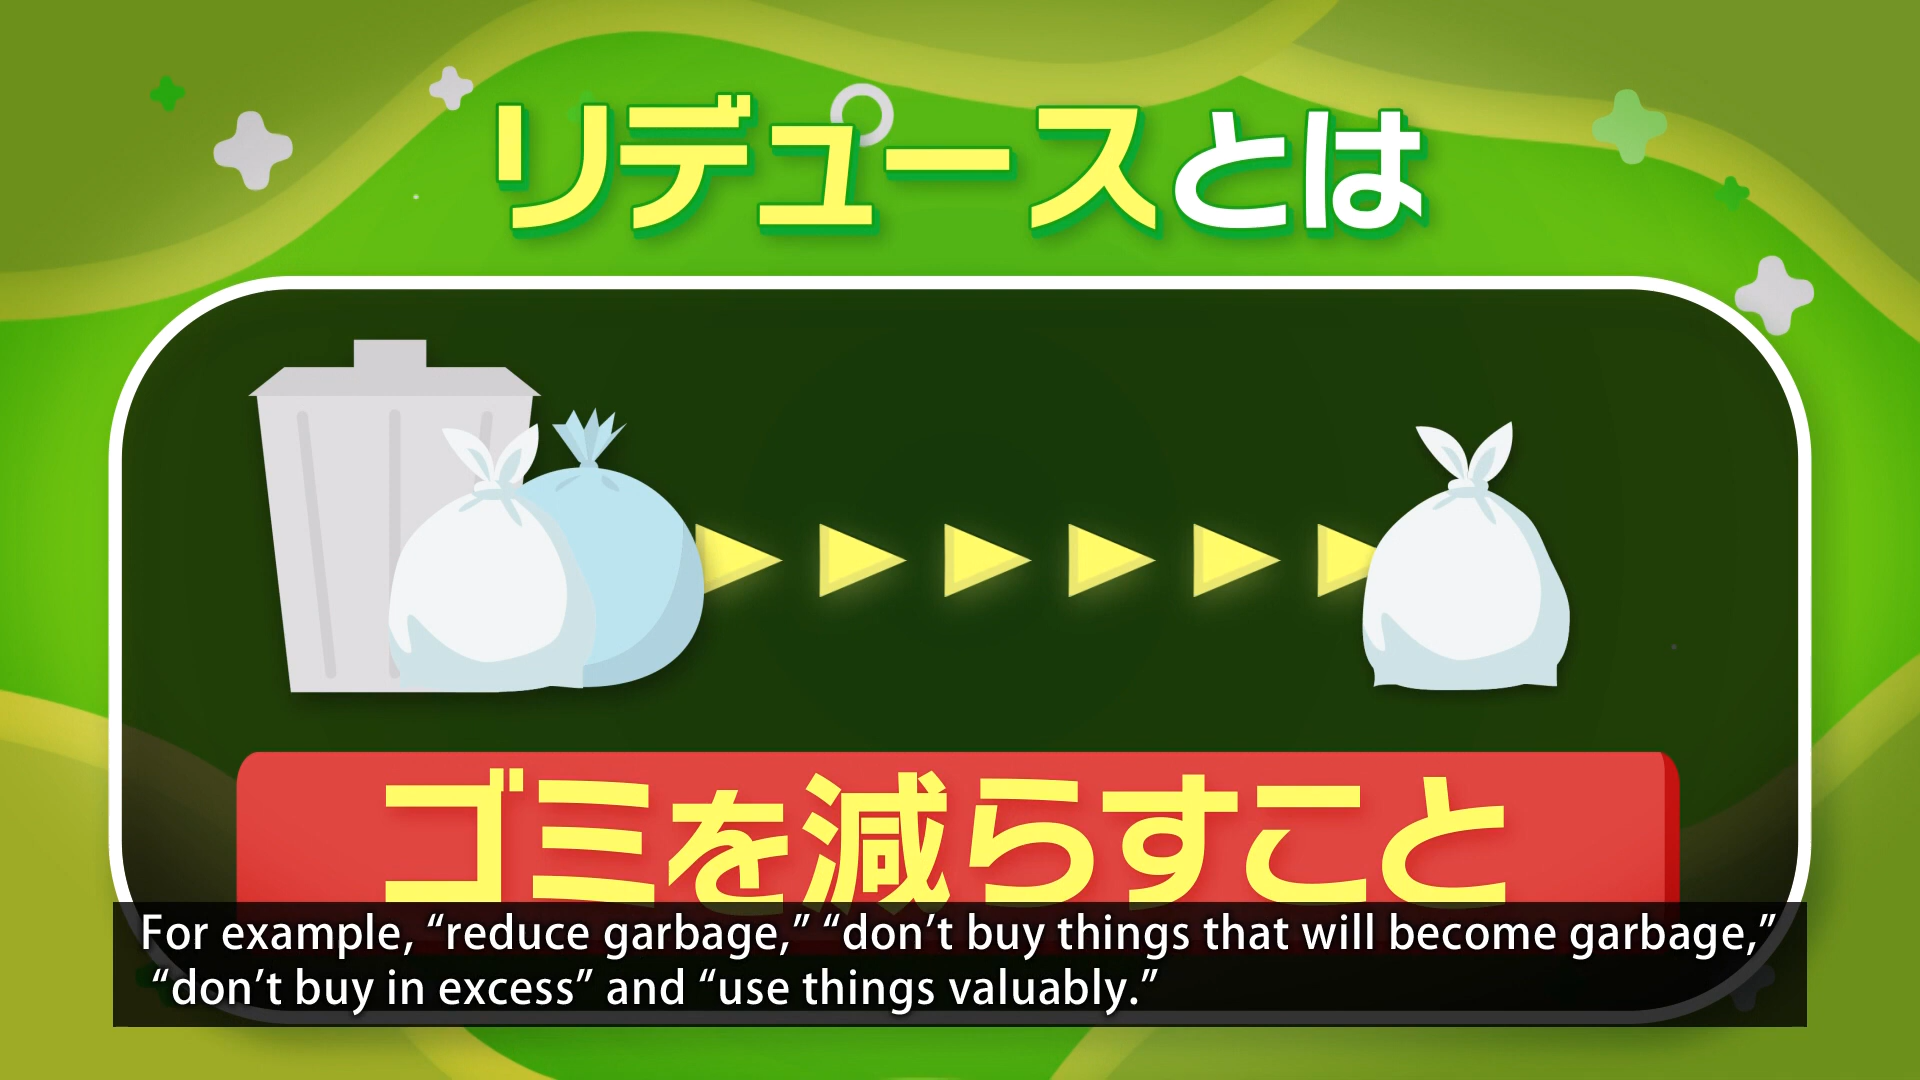 リデュースとは
ゴミを減らすこと
For example, “reduce garbage,” “don’t buy things that will become garbage,”
“don’t buy in excess” and “use things valuably.”